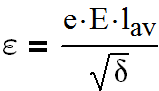 ε = e·E·l_av / √δ